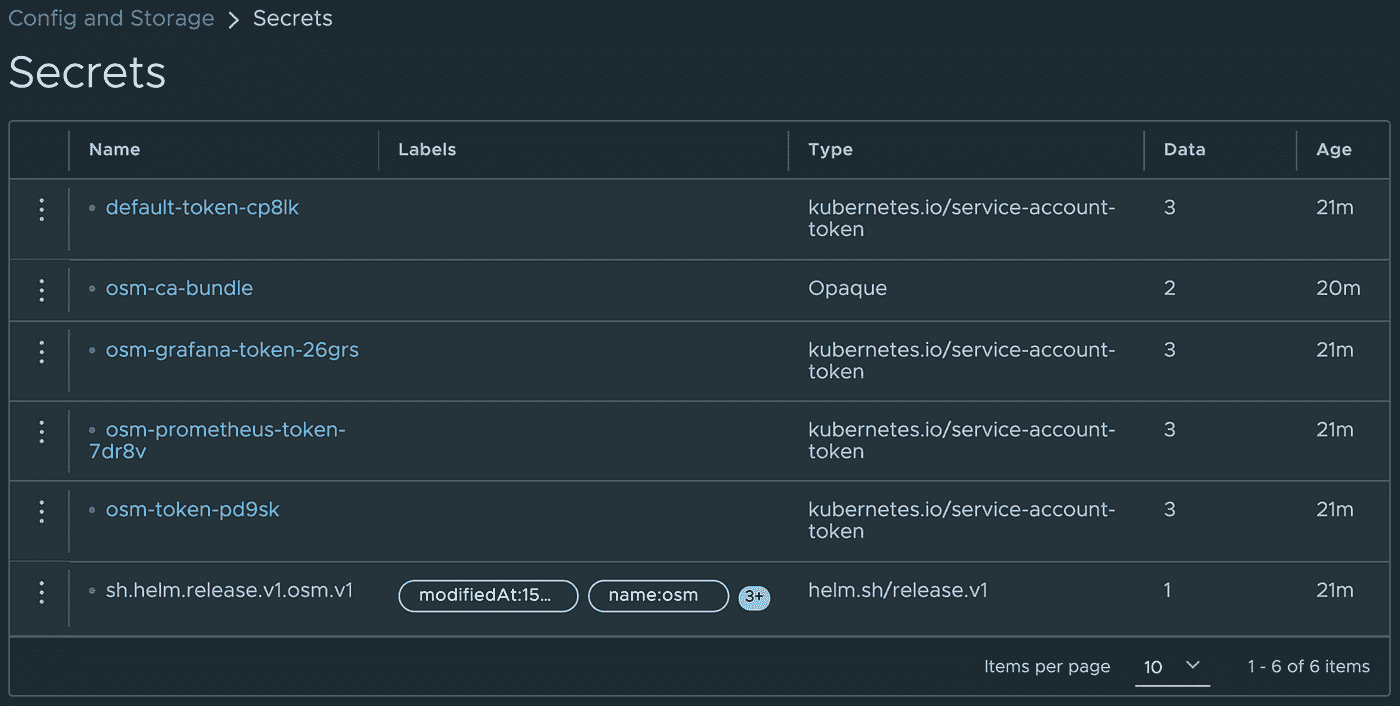 Config and Storage > Secrets
Secrets
Name Labels Type Data Age
default-token-cp8lk kubernetes.io/service-account-token 3 21m
osm-ca-bundle Opaque 2 20m
osm-grafana-token-26grs kubernetes.io/service-account-token 3 21m
osm-prometheus-token-7dr8v kubernetes.io/service-account-token 3 21m
osm-token-pd9sk kubernetes.io/service-account-token 3 21m
sh.helm.release.v1.osm.v1 modifiedAt:15... name:osm 3+ helm.sh/release.v1 1 21m
Items per page 10 1 - 6 of 6 items